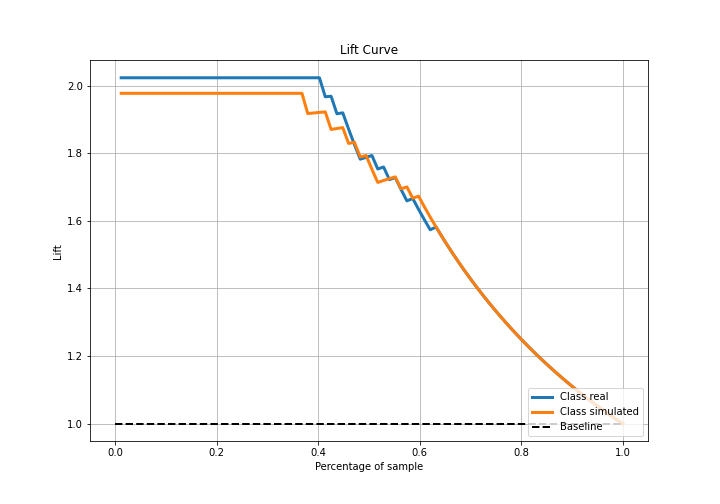 Lift Curve
2.0
1.8
1.6
1.4
1.2
1.0
Lift
0.0 0.2 0.4 0.6 0.8 1.0
Percentage of sample
Class real
Class simulated
Baseline